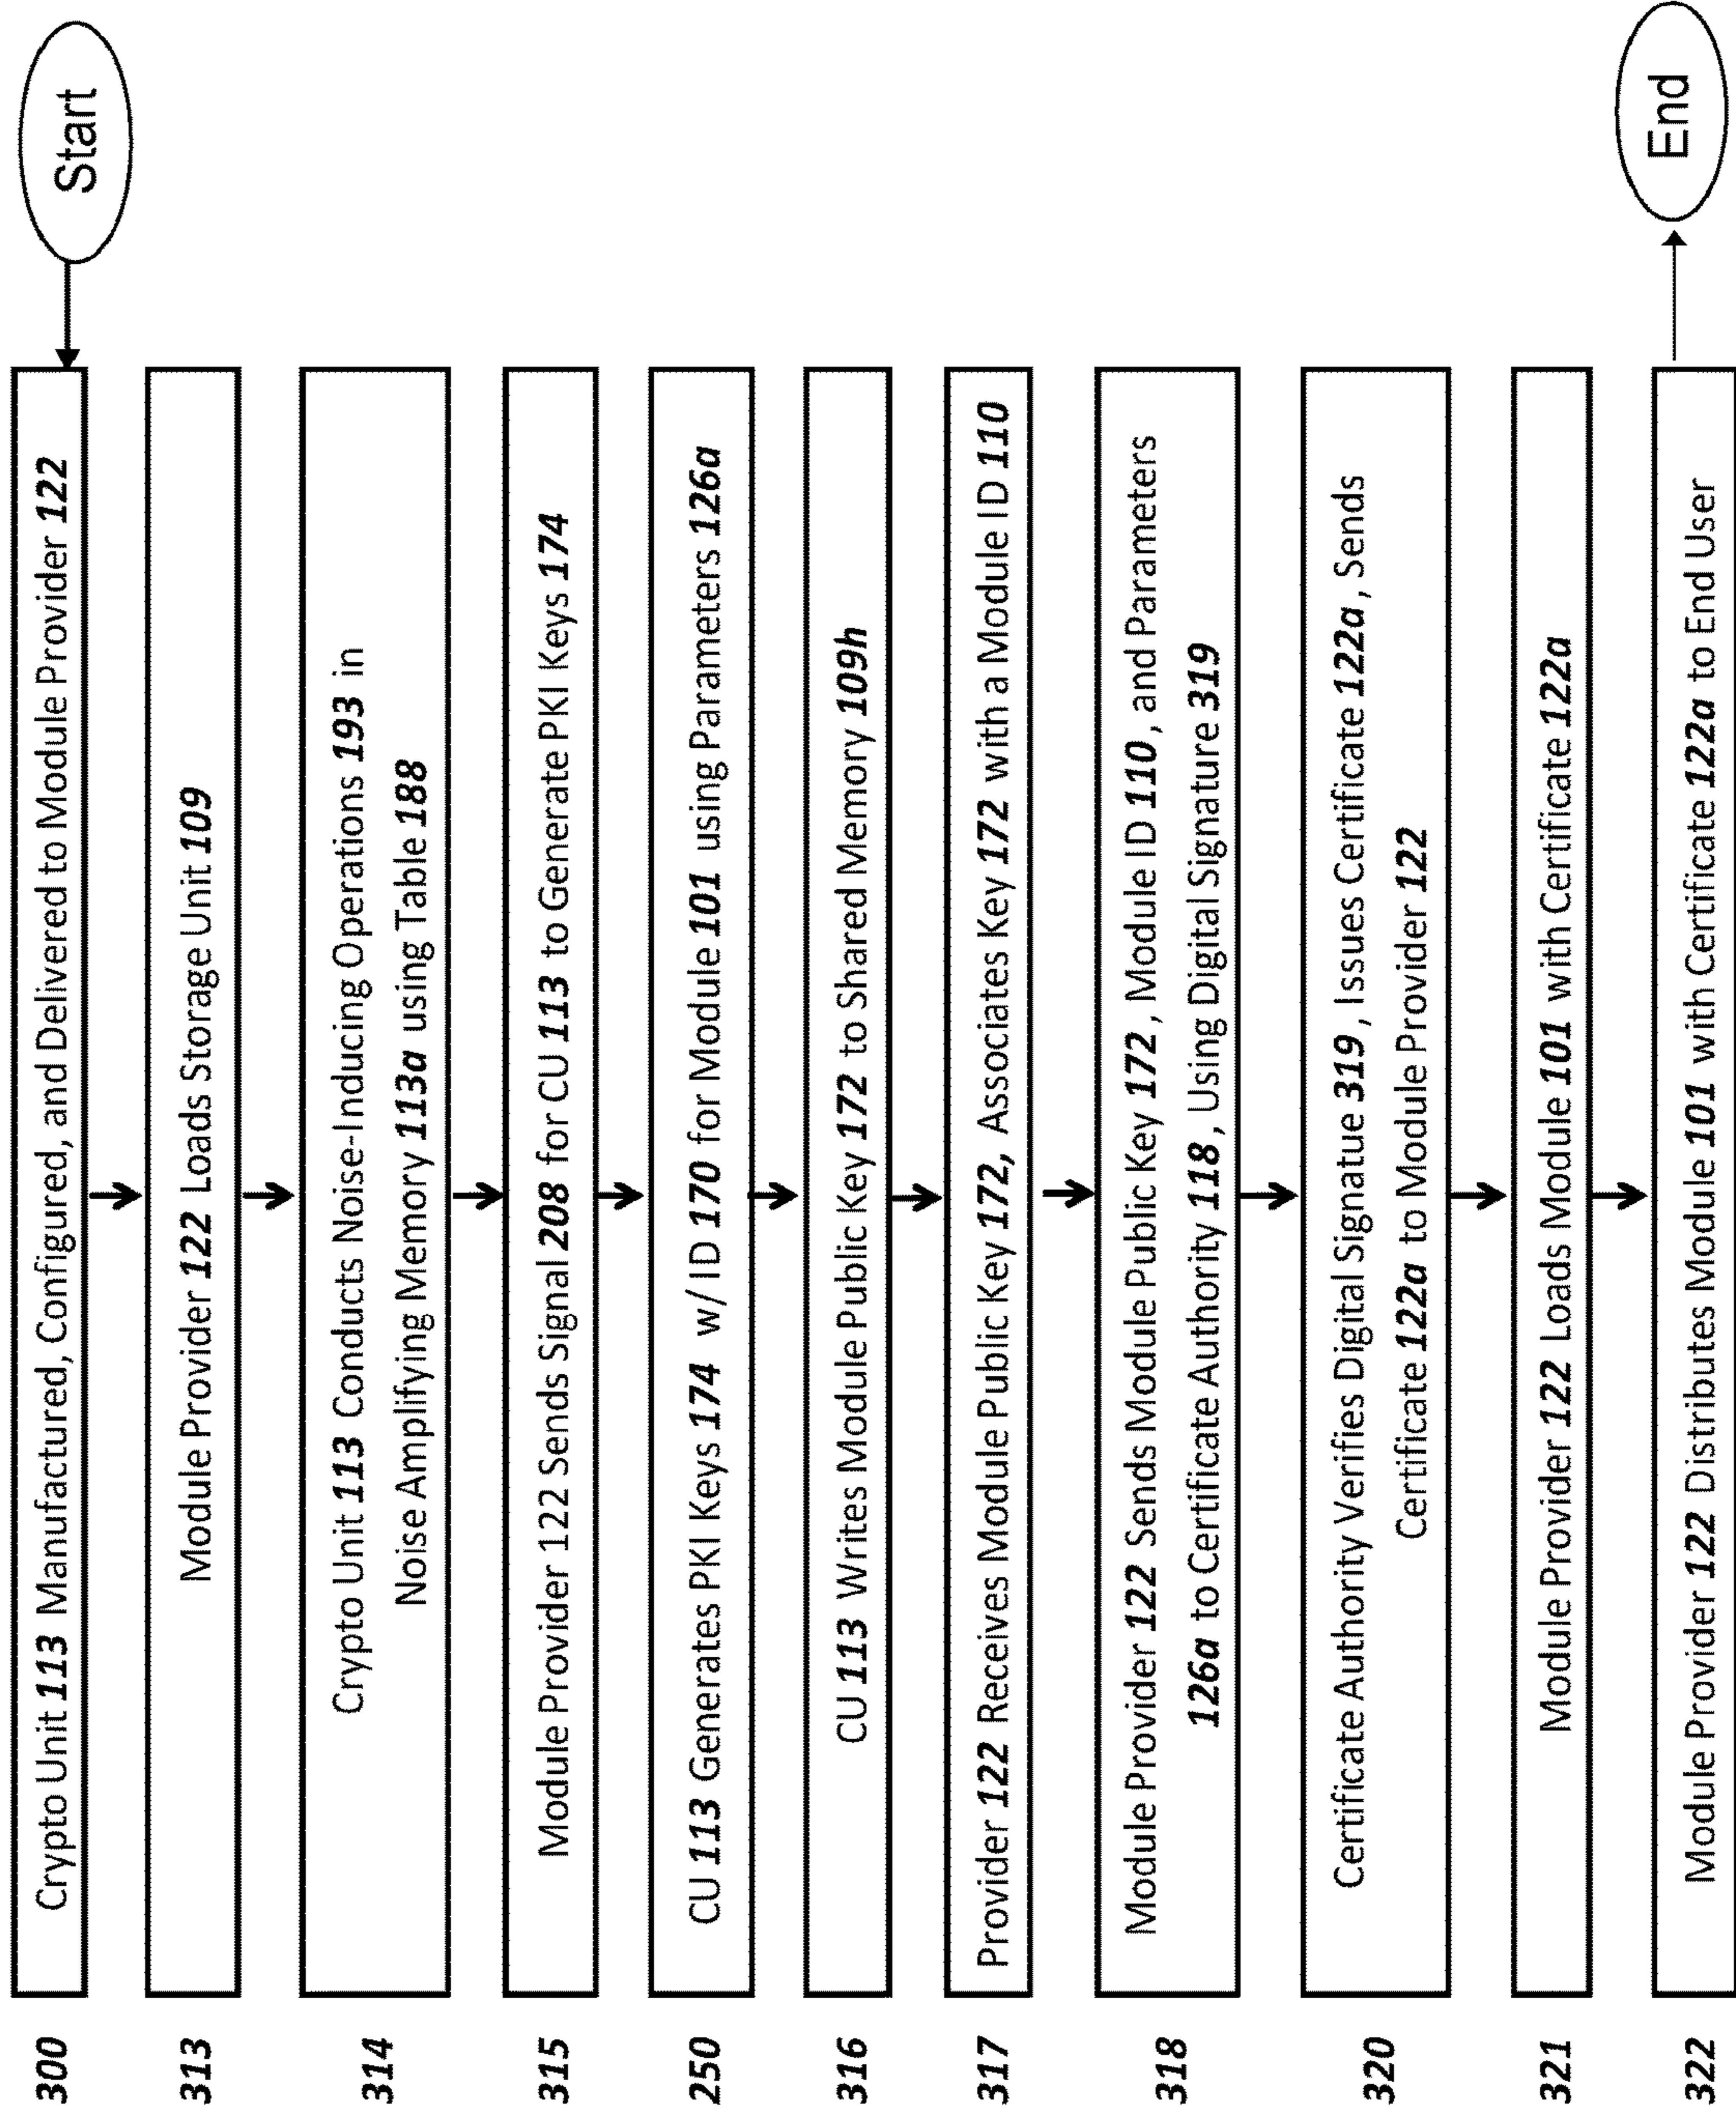 Start
300
Crypto Unit 113 Manufactured, Configured, and Delivered to Module Provider 122
313
Module Provider 122 Loads Storage Unit 109
314
Crypto Unit 113 Conducts Noise-Inducing Operations 193 in
Noise Amplifying Memory 113a using Table 188
315
Module Provider 122 Sends Signal 208 for CU 113 to Generate PKI Keys 174
250
CU 113 Generates PKI Keys 174 w/ ID 170 for Module 101 using Parameters 126a
316
CU 113 Writes Module Public Key 172 to Shared Memory 109h
317
Provider 122 Receives Module Public Key 172, Associates Key 172 with a Module ID 110
318
Module Provider 122 Sends Module Public Key 172, Module ID 110, and Parameters
126a to Certificate Authority 118, Using Digital Signature 319
320
Certificate Authority Verifies Digital Signatue 319, Issues Certificate 122a, Sends
Certificate 122a to Module Provider 122
321
Module Provider 122 Loads Module 101 with Certificate 122a
322
Module Provider 122 Distributes Module 101 with Certificate 122a to End User
End